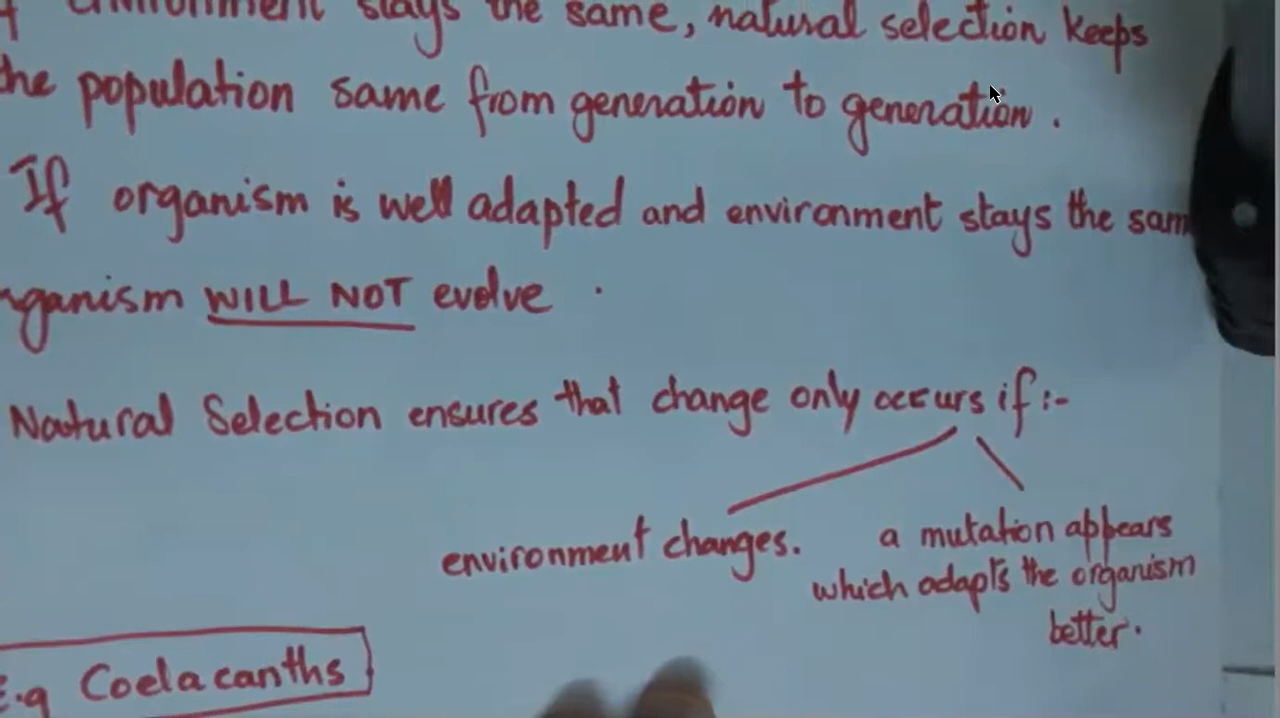 environment stays the same, natural selection keeps
the population same from generation to generation.
If organism is well adapted and environment stays the sam
rganism WILL NOT evolve.
Natural Selection ensures that change only occurs if :-
environment changes. a mutation appears
which adapts the organism
better.
E.g Coelacanths